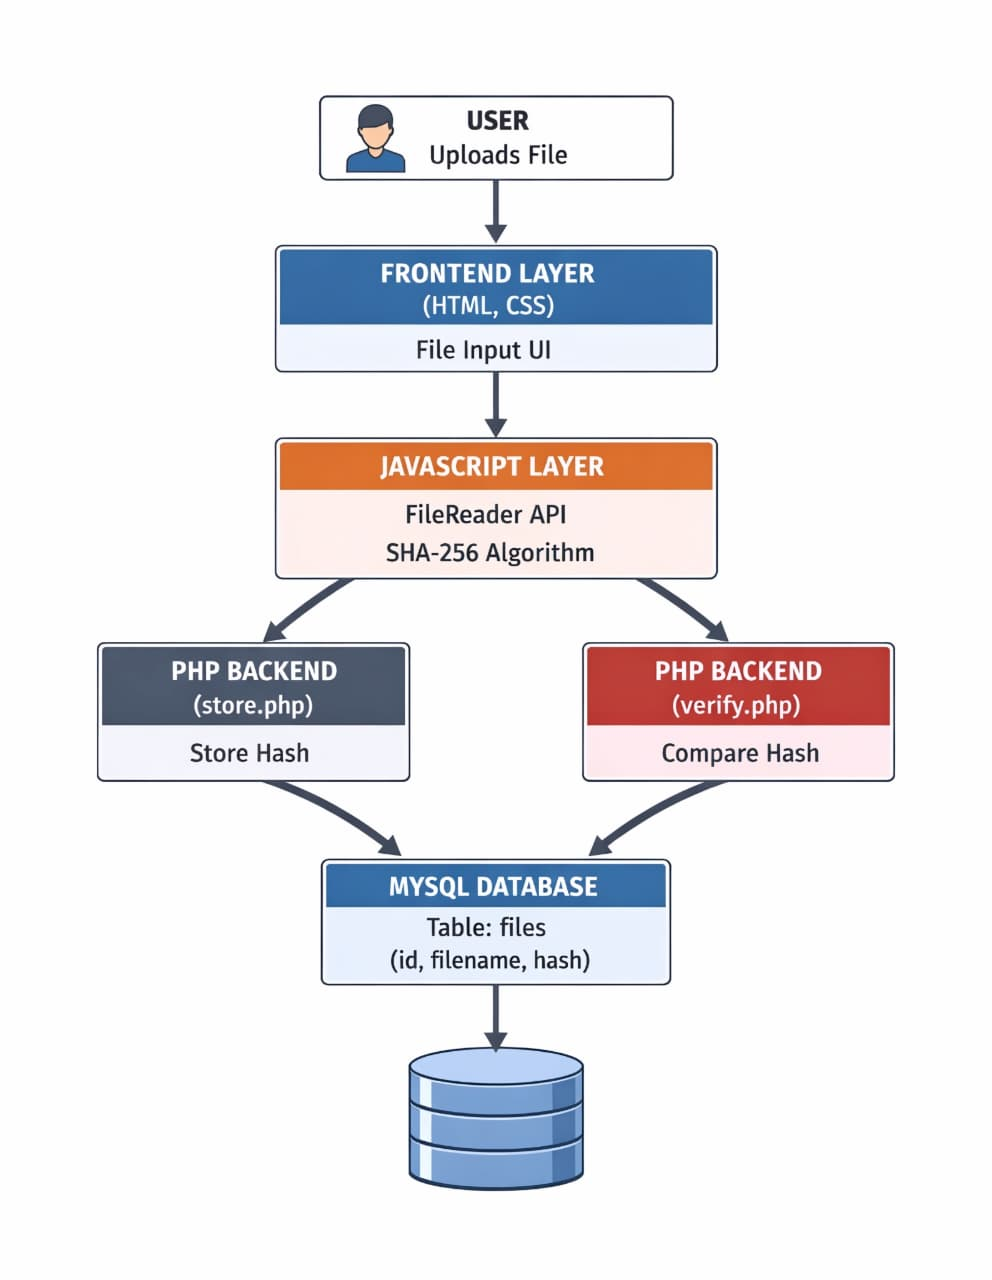 USER
Uploads File
FRONTEND LAYER
(HTML, CSS)
File Input UI
JAVASCRIPT LAYER
FileReader API
SHA-256 Algorithm
PHP BACKEND
(store.php)
Store Hash
PHP BACKEND
(verify.php)
Compare Hash
MYSQL DATABASE
Table: files
(id, filename, hash)